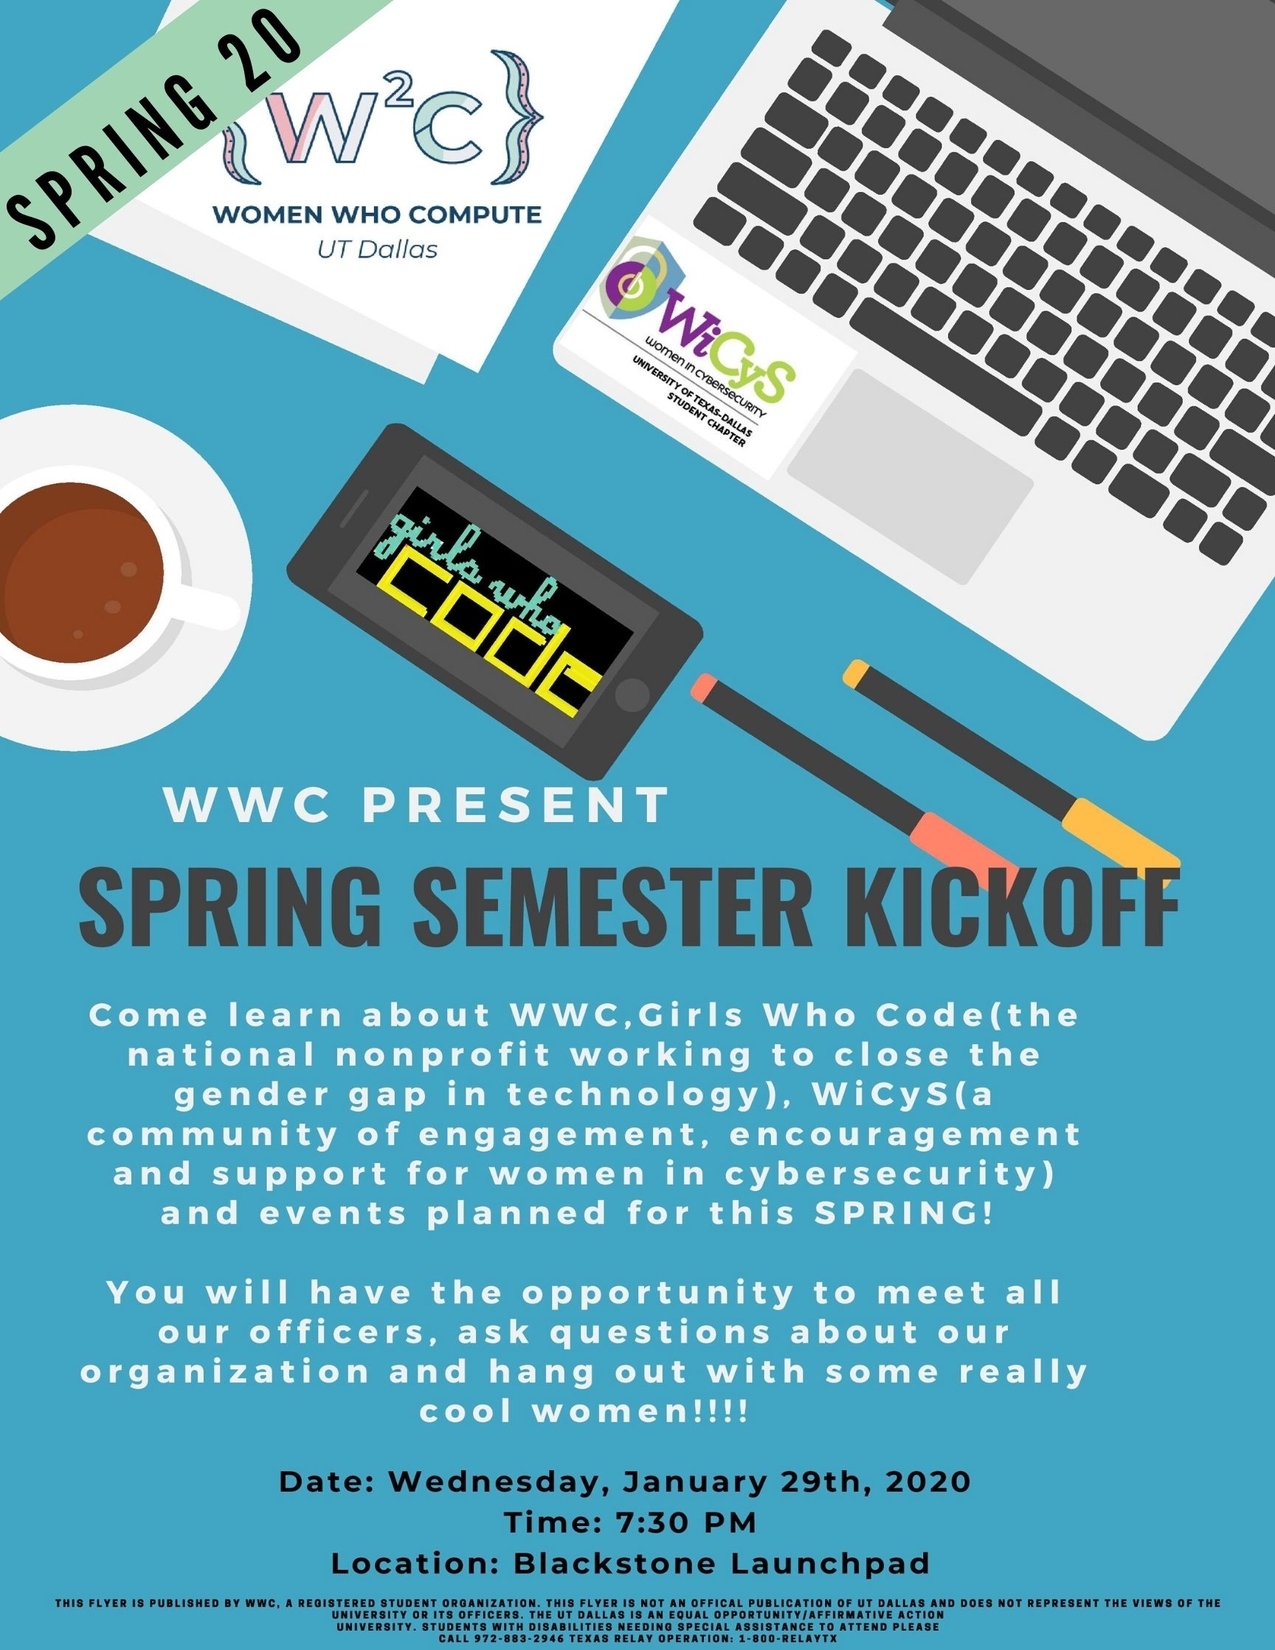 SPRING 20
W²C
WOMEN WHO COMPUTE
UT Dallas
WiCyS
women in CYBersecurity
UNIVERSITY OF TEXAS-DALLAS
STUDENT CHAPTER
girls who
code
WWC PRESENT
SPRING SEMESTER KICKOFF
Come learn about WWC,Girls Who Code(the
national nonprofit working to close the
gender gap in technology), WiCyS(a
community of engagement, encouragement
and support for women in cybersecurity)
and events planned for this SPRING!
You will have the opportunity to meet all
our officers, ask questions about our
organization and hang out with some really
cool women!!!!
Date: Wednesday, January 29th, 2020
Time: 7:30 PM
Location: Blackstone Launchpad
THIS FLYER IS PUBLISHED BY WWC, A REGISTERED STUDENT ORGANIZATION. THIS FLYER IS NOT AN OFFICAL PUBLICATION OF UT DALLAS AND DOES NOT REPRESENT THE VIEWS OF THE
UNIVERSITY OR ITS OFFICERS. THE UT DALLAS IS AN EQUAL OPPORTUNITY/AFFIRMATIVE ACTION
UNIVERSITY. STUDENTS WITH DISABILITIES NEEDING SPECIAL ASSISTANCE TO ATTEND PLEASE
CALL 972-883-2946 TEXAS RELAY OPERATION: 1-800-RELAYTX